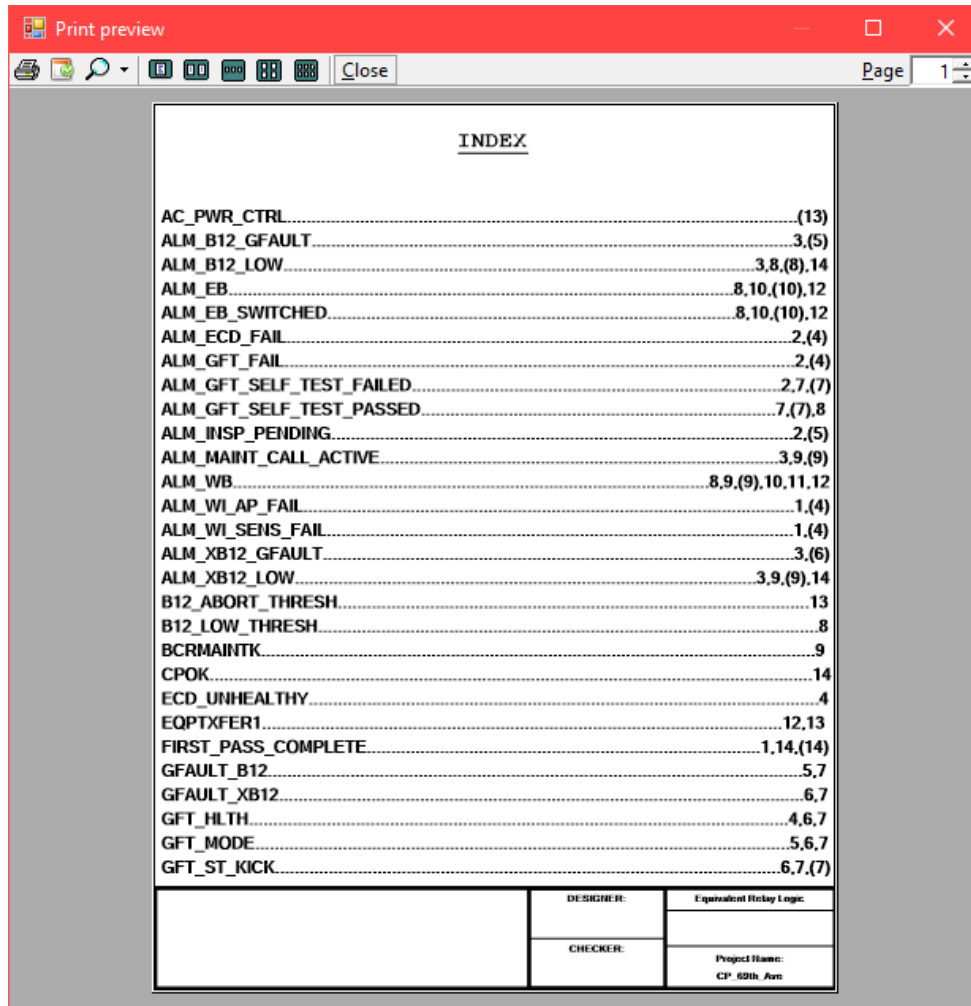 Print preview
Close Page 1
INDEX
AC_PWR_CTRL (13)
ALM_B12_GFAULT 3,(5)
ALM_B12_LOW 3,8,(8),14
ALM_EB 8,10,(10),12
ALM_EB_SWITCHED 8,10,(10),12
ALM_ECD_FAIL 2,(4)
ALM_GFT_FAIL 2,(4)
ALM_GFT_SELF_TEST_FAILED 2,7,(7)
ALM_GFT_SELF_TEST_PASSED 7,(7),8
ALM_INSP_PENDING 2,(5)
ALM_MAINT_CALL_ACTIVE 3,9,(9)
ALM_WB 8,9,(9),10,11,12
ALM_WI_AP_FAIL 1,(4)
ALM_WI_SENS_FAIL 1,(4)
ALM_XB12_GFAULT 3,(6)
ALM_XB12_LOW 3,9,(9),14
B12_ABORT_THRESH 13
B12_LOW_THRESH 8
BCRMAINTK 9
CPOK 14
ECD_UNHEALTHY 4
EQPTXFER1 12,13
FIRST_PASS_COMPLETE 1,14,(14)
GFAULT_B12 5,7
GFAULT_XB12 6,7
GFT_HLTH 4,6,7
GFT_MODE 5,6,7
GFT_ST_KICK 6,7,(7)
DESIGNER:
CHECKER:
Equivalent Relay Logic
Project Name:
CP_69th_Ave